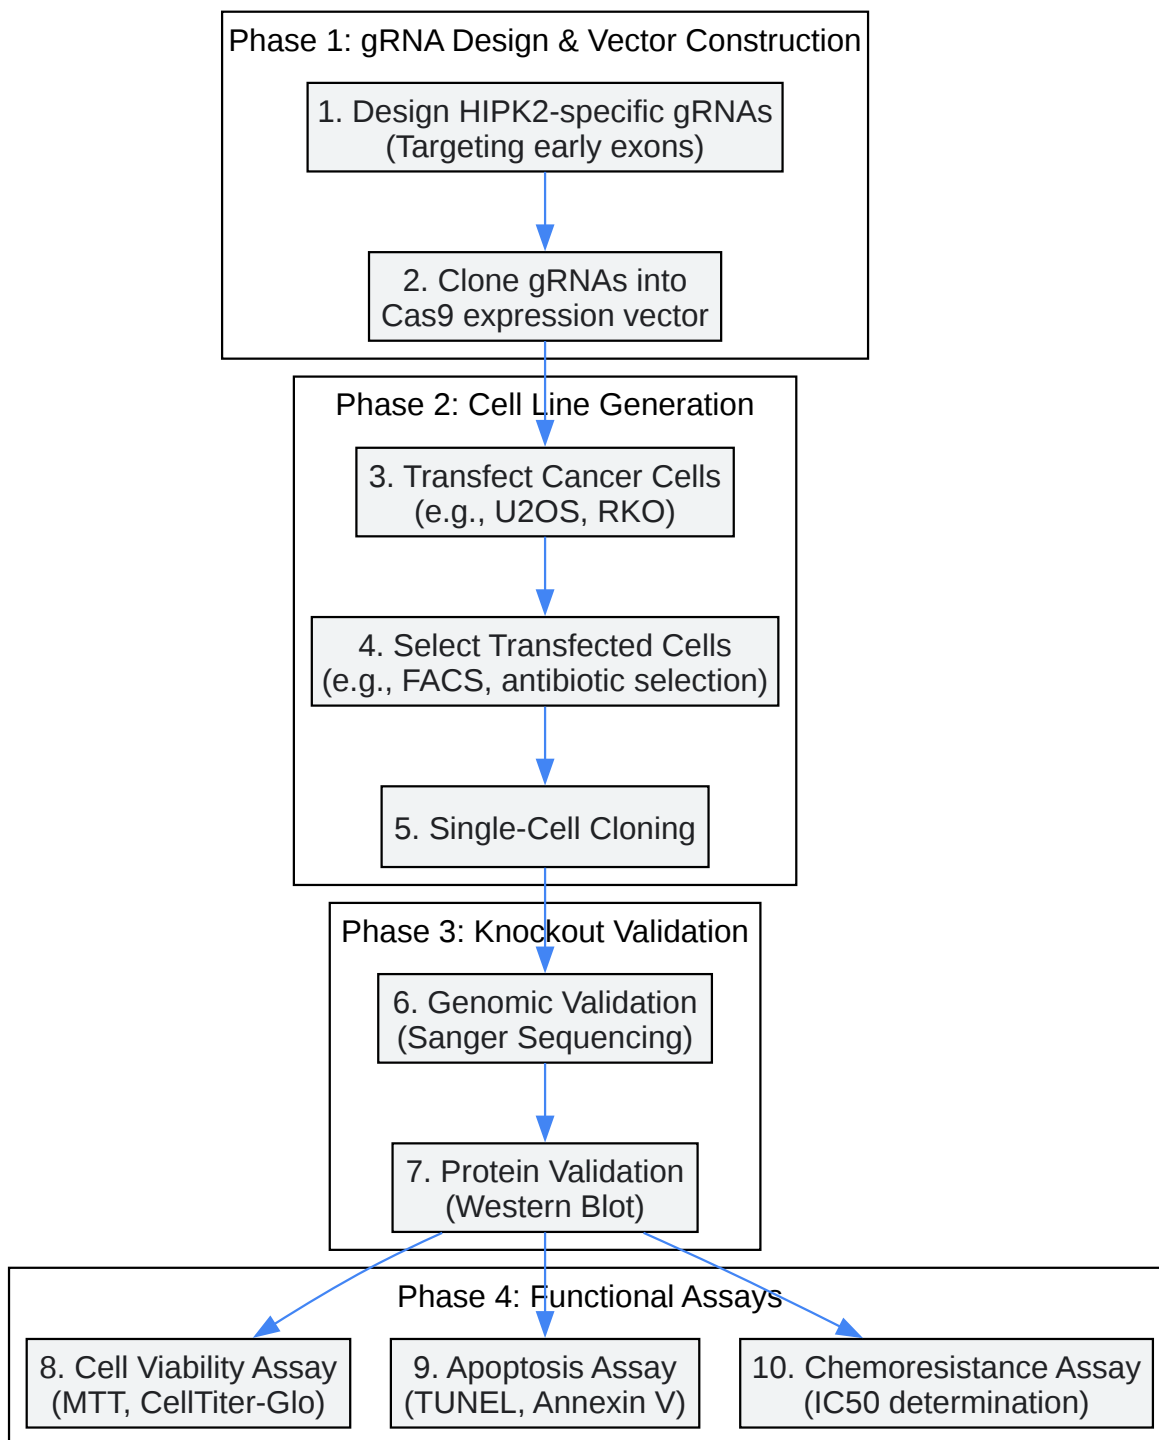 Phase 1: gRNA Design & Vector Construction
1. Design HIPK2-specific gRNAs
(Targeting early exons)
2. Clone gRNAs into
Cas9 expression vector
Phase 2: Cell Line Generation
3. Transfect Cancer Cells
(e.g., U2OS, RKO)
4. Select Transfected Cells
(e.g., FACS, antibiotic selection)
5. Single-Cell Cloning
Phase 3: Knockout Validation
6. Genomic Validation
(Sanger Sequencing)
7. Protein Validation
(Western Blot)
Phase 4: Functional Assays
8. Cell Viability Assay
(MTT, CellTiter-Glo)
9. Apoptosis Assay
(TUNEL, Annexin V)
10. Chemoresistance Assay
(IC50 determination)